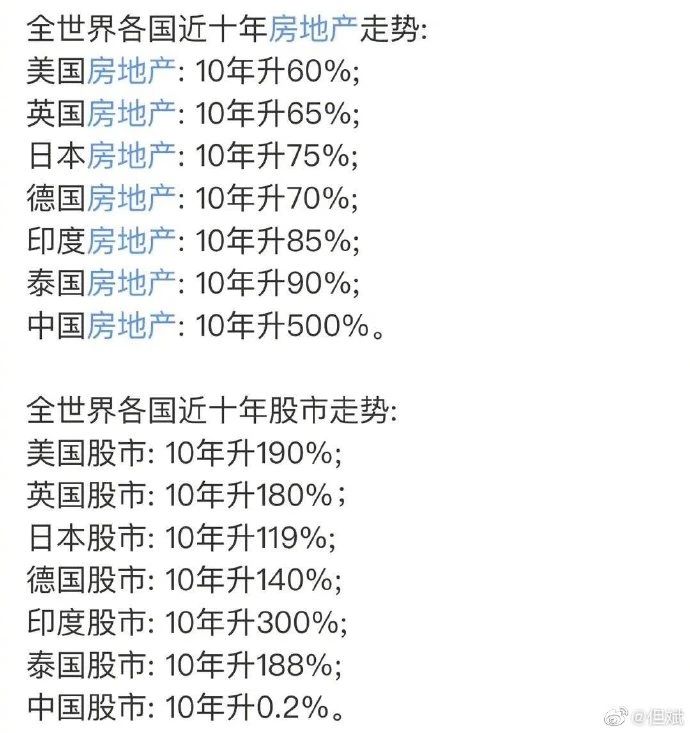 全世界各国近十年房地产走势:
美国房地产: 10年升60%;
英国房地产: 10年升65%;
日本房地产: 10年升75%;
德国房地产: 10年升70%;
印度房地产: 10年升85%;
泰国房地产: 10年升90%;
中国房地产: 10年升500%。
全世界各国近十年股市走势:
美国股市: 10年升190%;
英国股市: 10年升180%；
日本股市: 10年升119%;
德国股市: 10年升140%;
印度股市: 10年升300%;
泰国股市: 10年升188%;
中国股市: 10年升0.2%。
@但斌